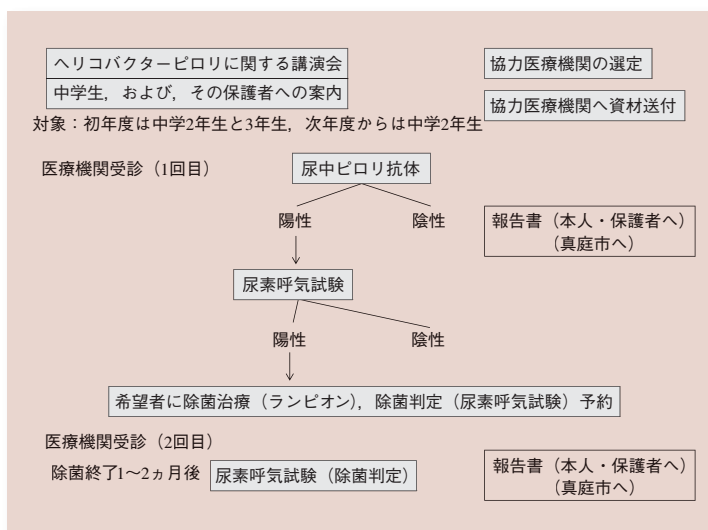 ヘリコバクターピロリに関する講演会
中学生，および，その保護者への案内
協力医療機関の選定
協力医療機関へ資材送付
対象：初年度は中学2年生と3年生，次年度からは中学2年生
医療機関受診（1回目）
尿中ピロリ抗体
陽性
陰性
報告書（本人・保護者へ）
（真庭市へ）
尿素呼気試験
陽性
陰性
希望者に除菌治療（ランピオン），除菌判定（尿素呼気試験）予約
医療機関受診（2回目）
除菌終了1〜2ヵ月後
尿素呼気試験（除菌判定）
報告書（本人・保護者へ）
（真庭市へ）